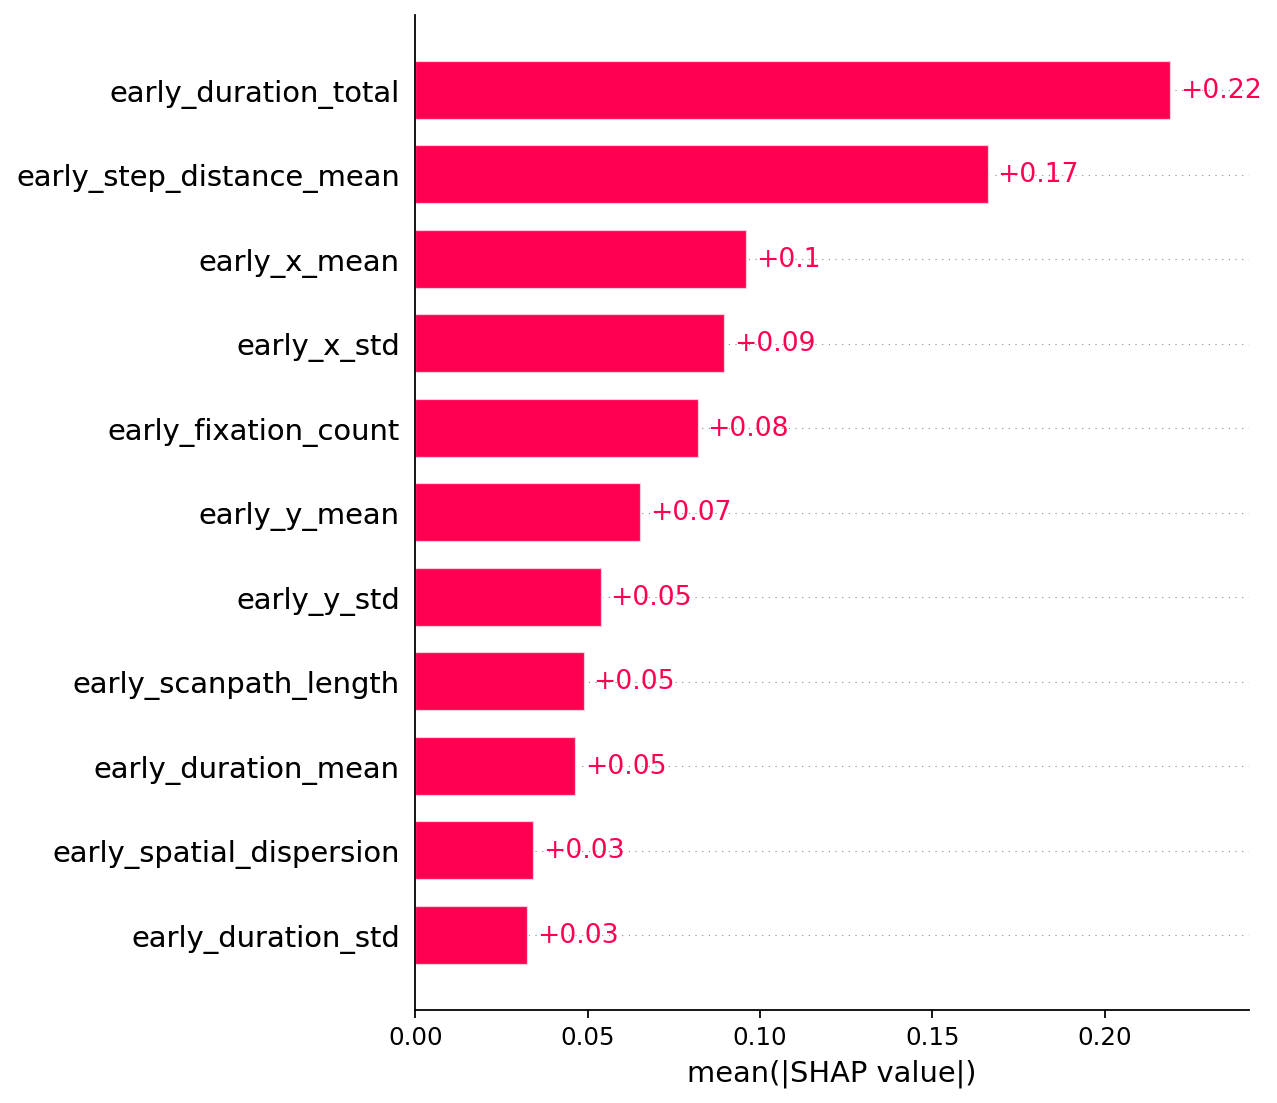 early_duration_total +0.22
early_step_distance_mean +0.17
early_x_mean +0.1
early_x_std +0.09
early_fixation_count +0.08
early_y_mean +0.07
early_y_std +0.05
early_scanpath_length +0.05
early_duration_mean +0.05
early_spatial_dispersion +0.03
early_duration_std +0.03
0.00 0.05 0.10 0.15 0.20
mean(|SHAP value|)